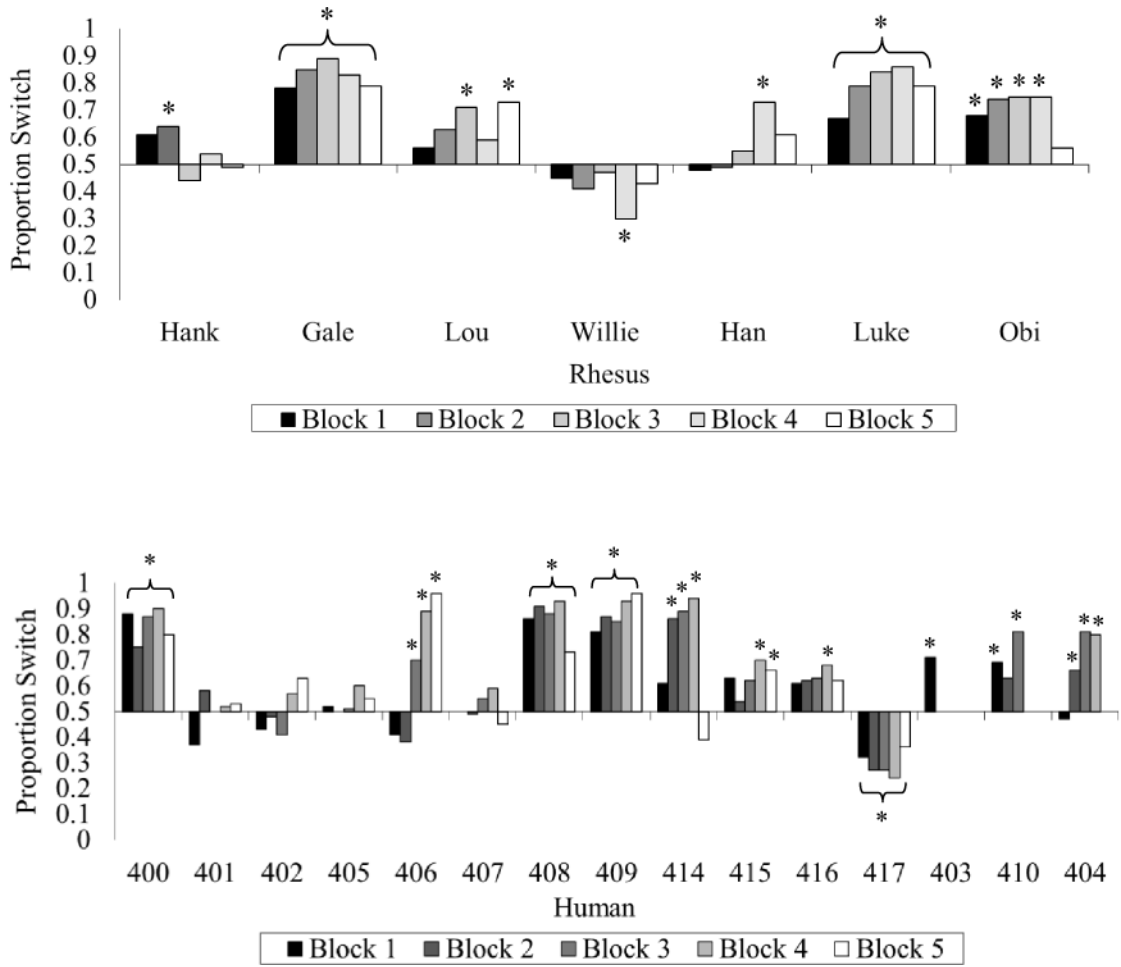 Proportion Switch
1
0.9
0.8
0.7
0.6
0.5
0.4
0.3
0.2
0.1
0
* * * * * * * * * * *
Hank Gale Lou Willie Han Luke Obi
Rhesus
Block 1 Block 2 Block 3 Block 4 Block 5
Proportion Switch
1
0.9
0.8
0.7
0.6
0.5
0.4
0.3
0.2
0.1
0
* * * * * * * * * * * * * * * * * * *
400 401 402 405 406 407 408 409 414 415 416 417 403 410 404
Human
Block 1 Block 2 Block 3 Block 4 Block 5